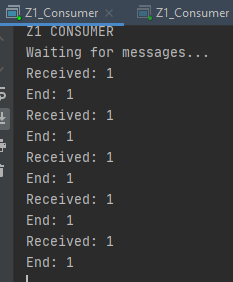 Z1_Consumer Z1_Consumer
Z1 CONSUMER
Waiting for messages...
Received: 1
End: 1
Received: 1
End: 1
Received: 1
End: 1
Received: 1
End: 1
Received: 1
End: 1